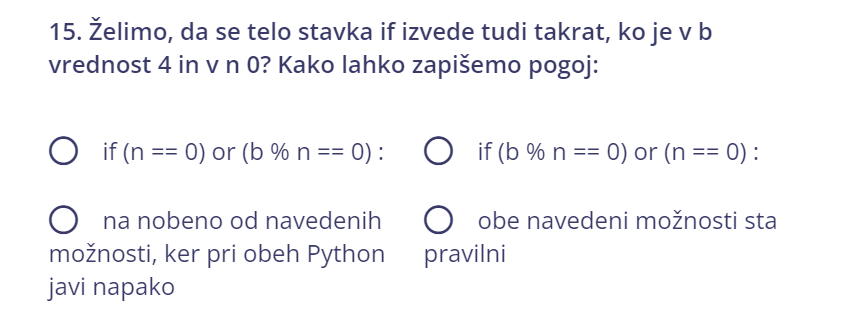 15. Želimo, da se telo stavka if izvede tudi takrat, ko je v b
vrednost 4 in v n 0? Kako lahko zapišemo pogoj:
if (n == 0) or (b % n == 0) :
if (b % n == 0) or (n == 0) :
na nobeno od navedenih
možnosti, ker pri obeh Python
javi napako
obe navedeni možnosti sta
pravilni